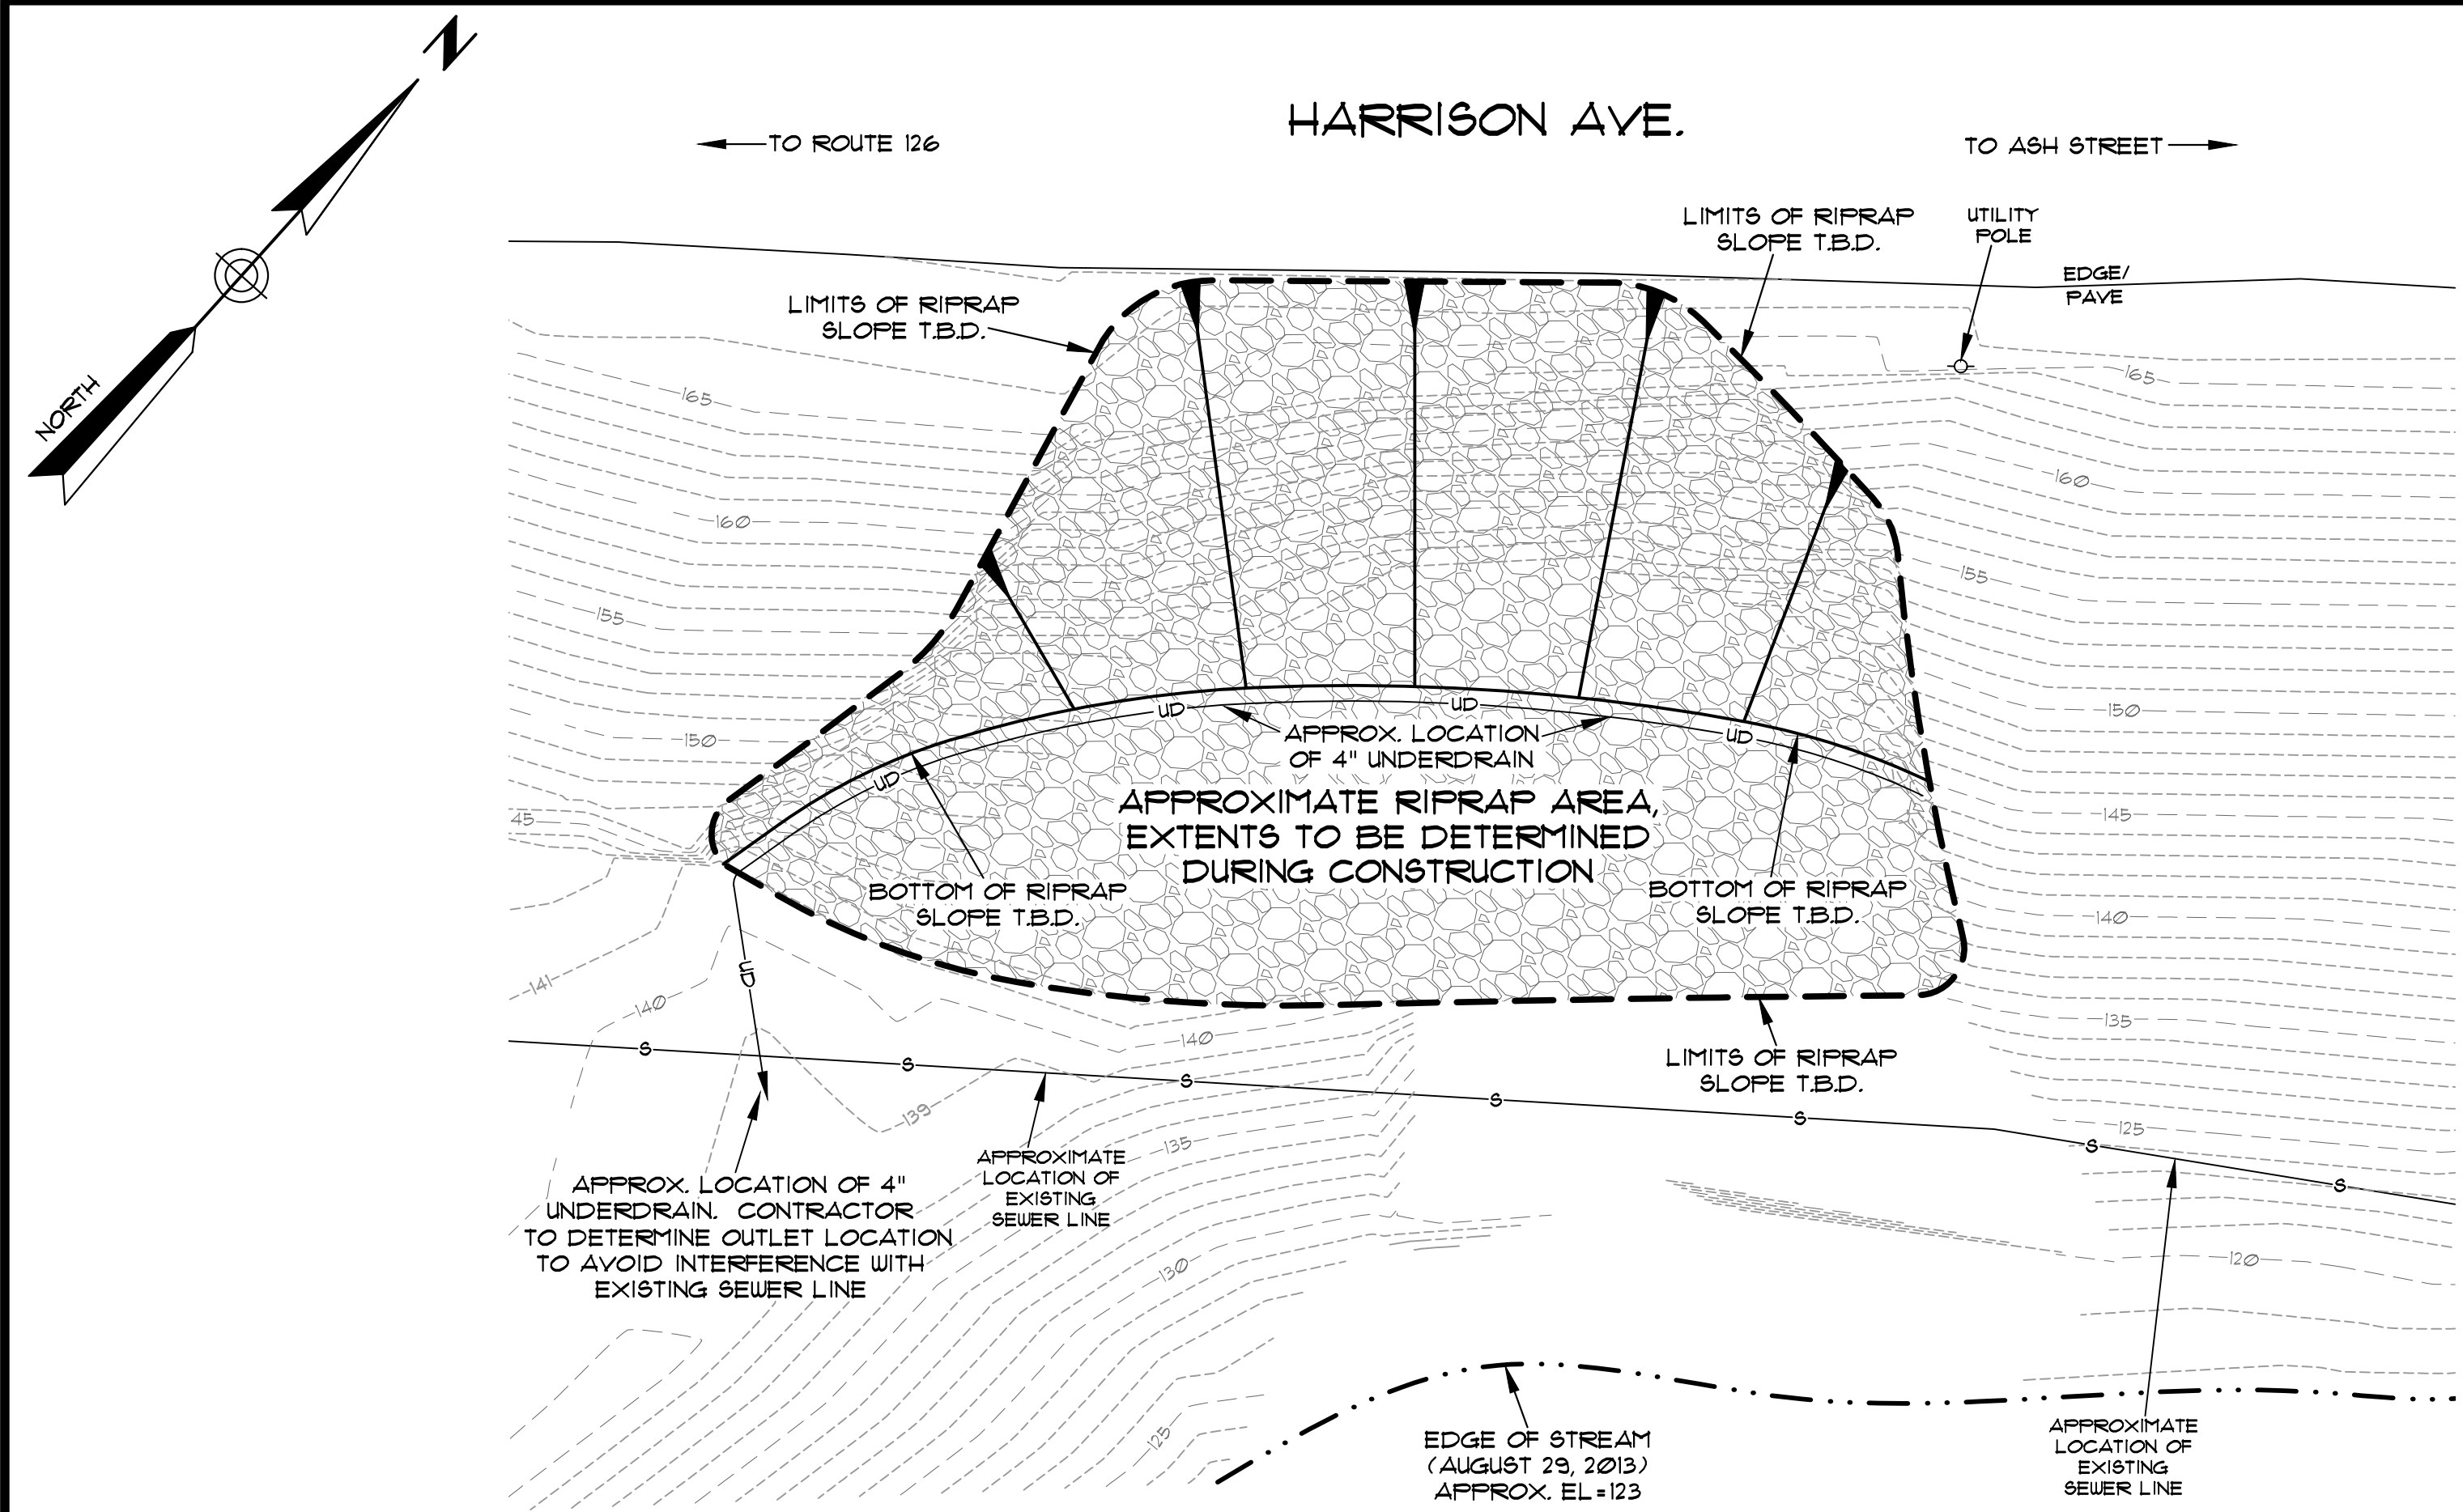 N
NORTH
HARRISON AVE.
TO ROUTE 126
TO ASH STREET
LIMITS OF RIPRAP
SLOPE T.B.D.
UTILITY
POLE
EDGE/
PAVE
LIMITS OF RIPRAP
SLOPE T.B.D.
165
165
160
160
155
155
150
150
UD
UD
UD
UD
APPROX. LOCATION
OF 4" UNDERDRAIN
APPROXIMATE RIPRAP AREA,
EXTENTS TO BE DETERMINED
DURING CONSTRUCTION
45
145
BOTTOM OF RIPRAP
SLOPE T.B.D.
BOTTOM OF RIPRAP
SLOPE T.B.D.
140
UD
141
140
140
135
S
S
S
S
S
S
S
LIMITS OF RIPRAP
SLOPE T.B.D.
139
135
125
APPROXIMATE
LOCATION OF
EXISTING
SEWER LINE
APPROX. LOCATION OF 4"
UNDERDRAIN. CONTRACTOR
TO DETERMINE OUTLET LOCATION
TO AVOID INTERFERENCE WITH
EXISTING SEWER LINE
130
120
125
EDGE OF STREAM
(AUGUST 29, 2013)
APPROX. EL=123
APPROXIMATE
LOCATION OF
EXISTING
SEWER LINE